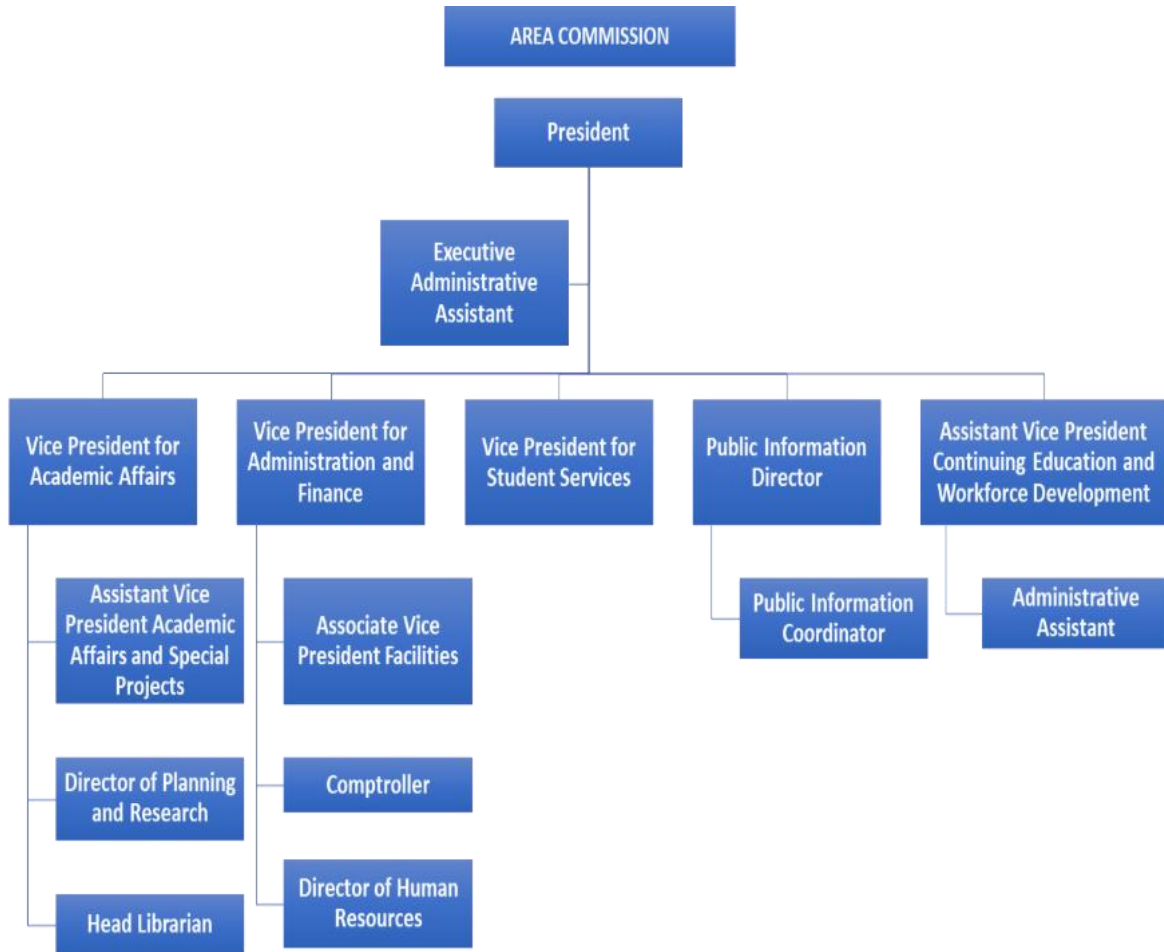 AREA COMMISSION
President
Executive
Administrative
Assistant
Vice President for
Academic Affairs
Vice President for
Administration and
Finance
Vice President for
Student Services
Public Information
Director
Assistant Vice President
Continuing Education and
Workforce Development
Assistant Vice
President Academic
Affairs and Special
Projects
Associate Vice
President Facilities
Public Information
Coordinator
Administrative
Assistant
Director of Planning
and Research
Comptroller
Head Librarian
Director of Human
Resources